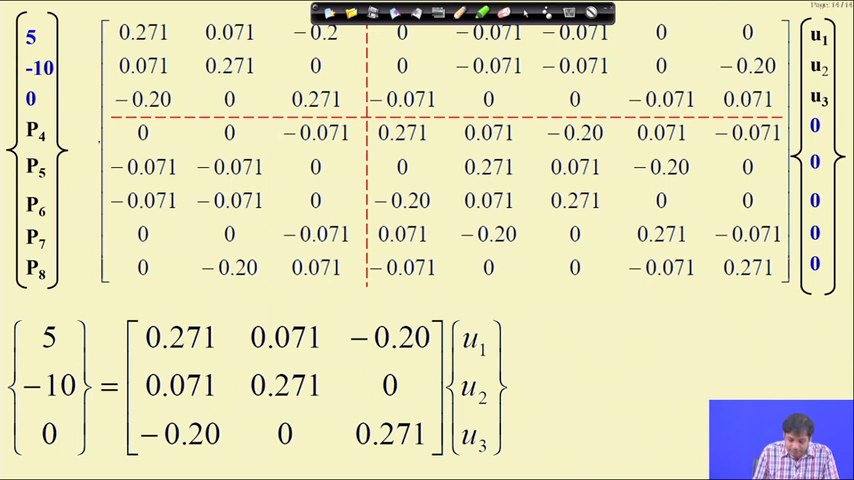 Page: 14/14
5 0.271 0.071 −0.2 0 −0.071 −0.071 0 0 u1
-10 0.071 0.271 0 0 −0.071 −0.071 0 −0.20 u2
0 −0.20 0 0.271 −0.071 0 0 −0.071 0.071 u3
P4 0 0 −0.071 0.271 0.071 −0.20 0.071 −0.071 0
P5 −0.071 −0.071 0 0 0.271 0.071 −0.20 0 0
P6 −0.071 −0.071 0 −0.20 0.071 0.271 0 0 0
P7 0 0 −0.071 0.071 −0.20 0 0.271 −0.071 0
P8 0 −0.20 0.071 −0.071 0 0 −0.071 0.271 0
5 0.271 0.071 −0.20 u1
−10 = 0.071 0.271 0 u2
0 −0.20 0 0.271 u3